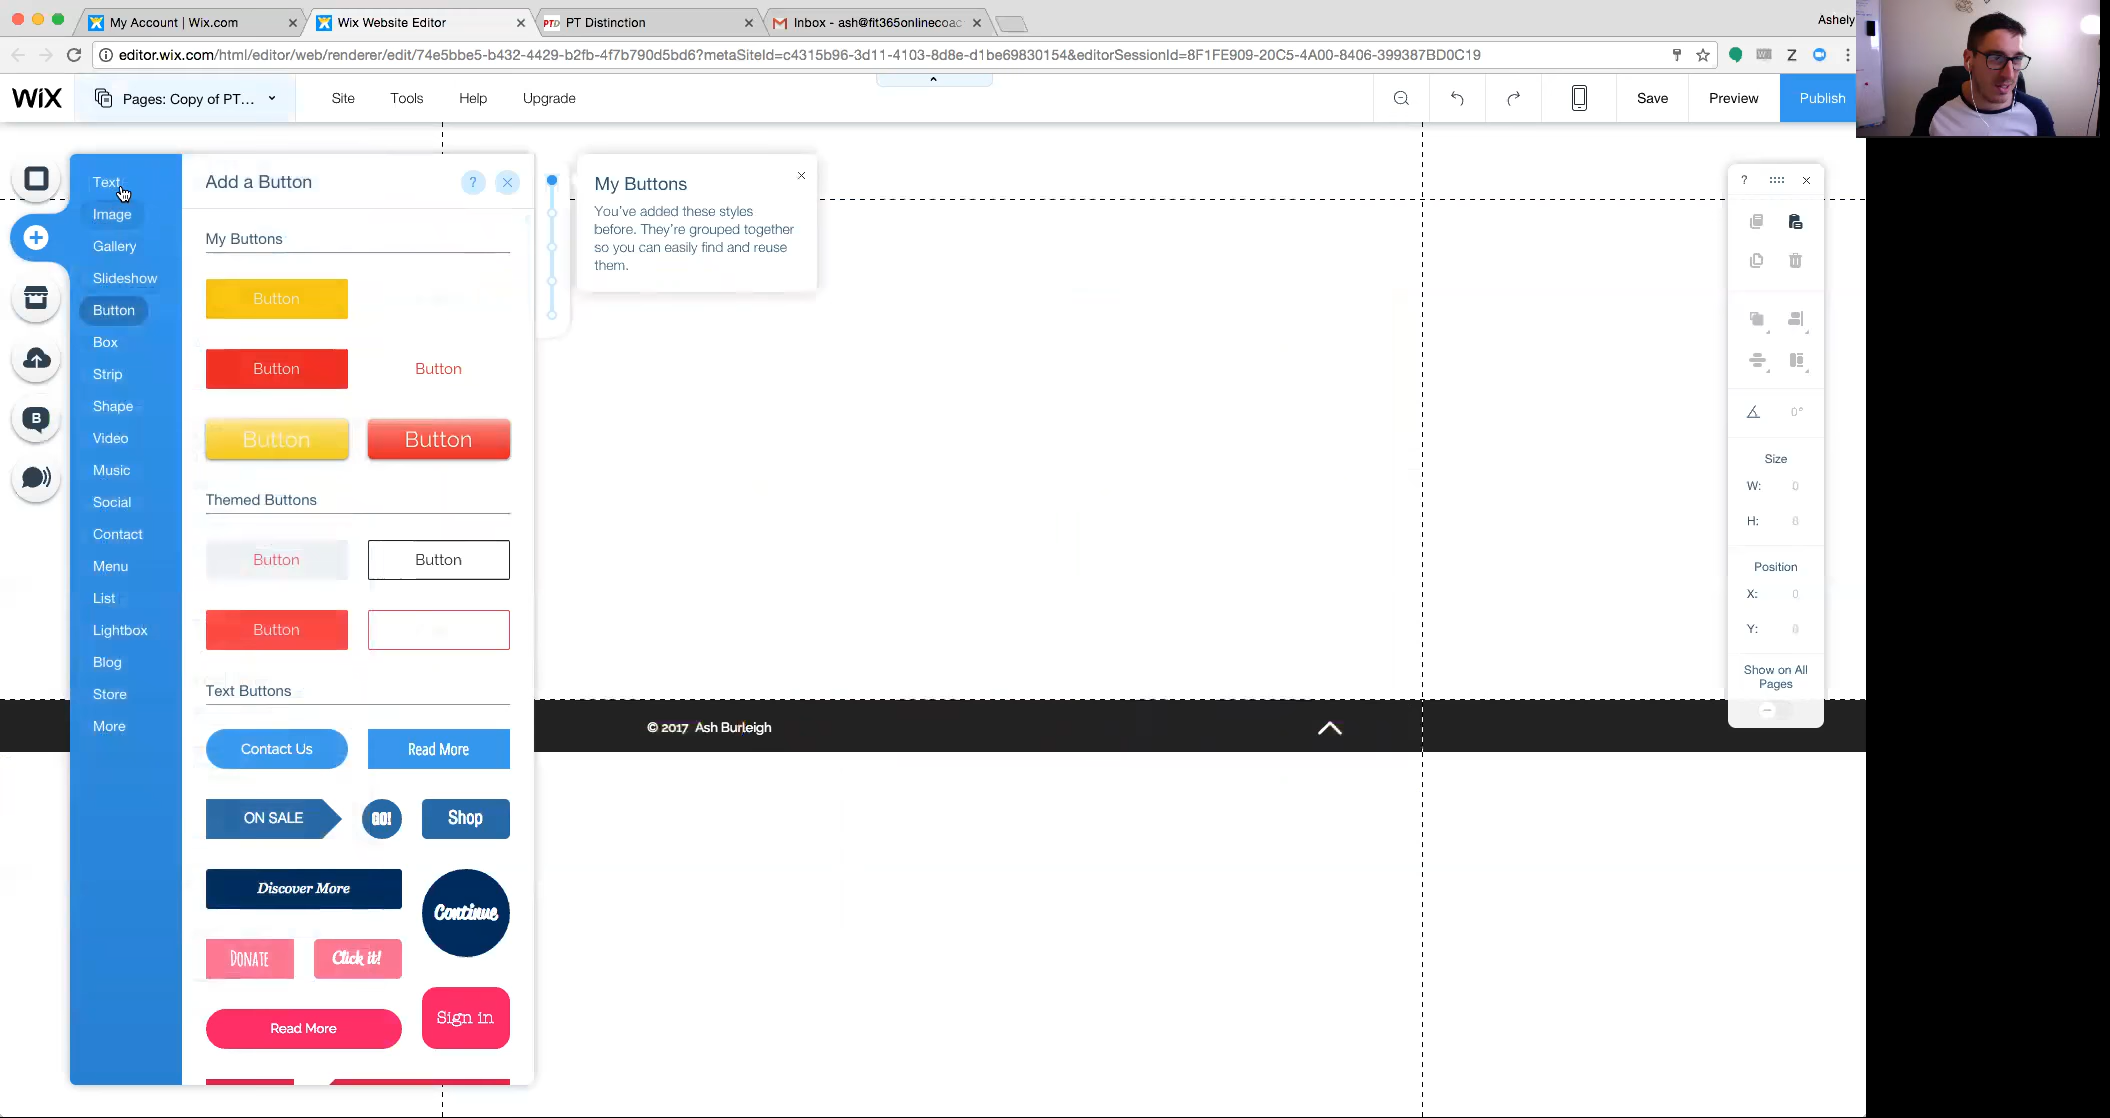 My Account | Wix.com
Wix Website Editor
PTD PT Distinction
Inbox - ash@fit365onlinecoac
Ashely
editor.wix.com/html/editor/web/renderer/edit/74e5bbe5-b432-4429-b2fb-4f7b790d5bd6?metaSiteId=c4315b96-3d11-4103-8d8e-d1be69830154&editorSessionId=8F1FE909-20C5-4A00-8406-399387BD0C19
WiX
Pages: Copy of PT...
Site
Tools
Help
Upgrade
Save
Preview
Publish
Text
Image
Gallery
Slideshow
Button
Box
Strip
Shape
Video
Music
Social
Contact
Menu
List
Lightbox
Blog
Store
More
Add a Button
?
My Buttons
Button
Button
Button
Button
Button
Themed Buttons
Button
Button
Button
Text Buttons
Contact Us
Read More
ON SALE
GO!
Shop
Discover More
Continue
DONATE
Click it!
Read More
Sign in
My Buttons
You've added these styles
before. They're grouped together
so you can easily find and reuse
them.
© 2017 Ash Burleigh
?
0°
Size
W:
0
H:
Position
X:
0
Y:
Show on All
Pages